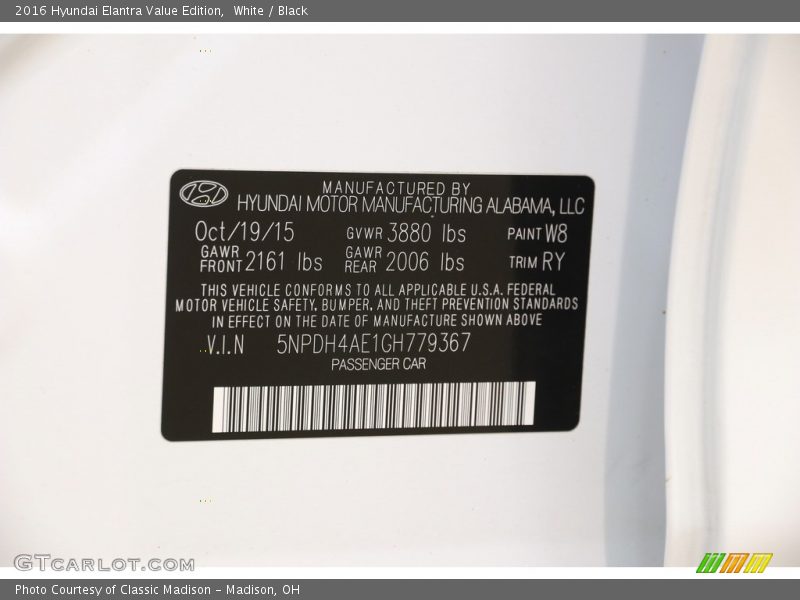 2016 Hyundai Elantra Value Edition,  White / Black
MANUFACTURED BY
HYUNDAI MOTOR MANUFACTURING ALABAMA, LLC
Oct/19/15 GVWR 3880 lbs PAINT W8
GAWR FRONT 2161 lbs GAWR REAR 2006 lbs TRIM RY
THIS VEHICLE CONFORMS TO ALL APPLICABLE U.S.A. FEDERAL
MOTOR VEHICLE SAFETY, BUMPER, AND THEFT PREVENTION STANDARDS
IN EFFECT ON THE DATE OF MANUFACTURE SHOWN ABOVE
V.I.N 5NPDH4AE1GH779367
PASSENGER CAR
GTCARLOT.COM
Photo Courtesy of Classic Madison - Madison, OH